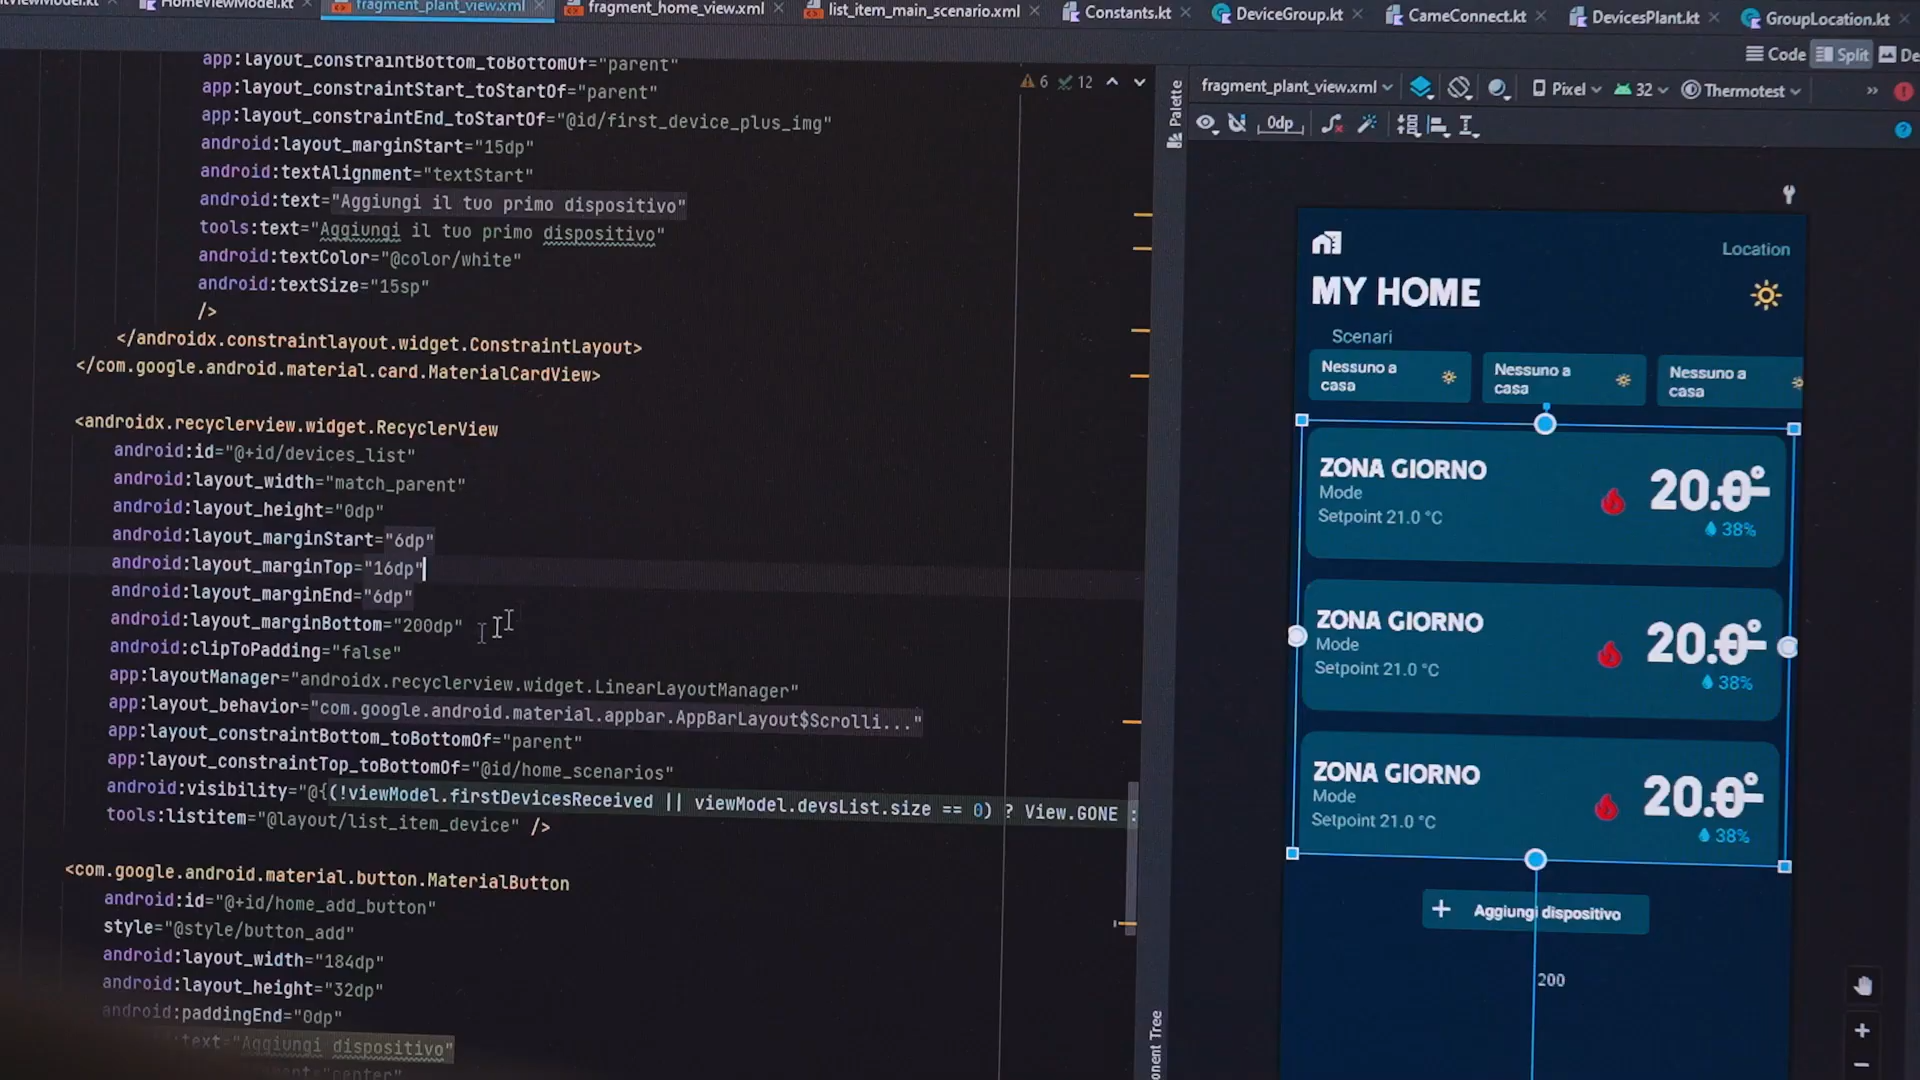 HomeViewModel.kt
fragment_plant_view.xml
fragment_home_view.xml
list_item_main_scenario.xml
Constants.kt
DeviceGroup.kt
CameConnect.kt
DevicesPlant.kt
GroupLocation.kt
Code
Split
6
12
app:layout_constraintBottom_toBottomOf="parent"
app:layout_constraintStart_toStartOf="parent"
app:layout_constraintEnd_toStartOf="@id/first_device_plus_img"
android:layout_marginStart="15dp"
android:textAlignment="textStart"
android:text="Aggiungi il tuo primo dispositivo"
tools:text="Aggiungi il tuo primo dispositivo"
android:textColor="@color/white"
android:textSize="15sp"
/>
</androidx.constraintlayout.widget.ConstraintLayout>
</com.google.android.material.card.MaterialCardView>
<androidx.recyclerview.widget.RecyclerView
android:id="@+id/devices_list"
android:layout_width="match_parent"
android:layout_height="0dp"
android:layout_marginStart="6dp"
android:layout_marginTop="16dp"
android:layout_marginEnd="6dp"
android:layout_marginBottom="200dp"
android:clipToPadding="false"
app:layoutManager="androidx.recyclerview.widget.LinearLayoutManager"
app:layout_behavior="com.google.android.material.appbar.AppBarLayout$Scrolli..."
app:layout_constraintBottom_toBottomOf="parent"
app:layout_constraintTop_toBottomOf="@id/home_scenarios"
android:visibility="@{(!viewModel.firstDevicesReceived || viewModel.devsList.size == 0) ? View.GONE :
tools:listitem="@layout/list_item_device" />
<com.google.android.material.button.MaterialButton
android:id="@+id/home_add_button"
style="@style/button_add"
android:layout_width="184dp"
android:layout_height="32dp"
android:paddingEnd="0dp"
text="Aggiungi dispositivo"
Palette
fragment_plant_view.xml
Pixel
32
Thermotest
0dp
Location
MY HOME
Scenari
Nessuno a casa
Nessuno a casa
Nessuno a casa
ZONA GIORNO
Mode
Setpoint 21.0 °C
20.0°
38%
ZONA GIORNO
Mode
Setpoint 21.0 °C
20.0°
38%
ZONA GIORNO
Mode
Setpoint 21.0 °C
20.0°
38%
+ Aggiungi dispositivo
200